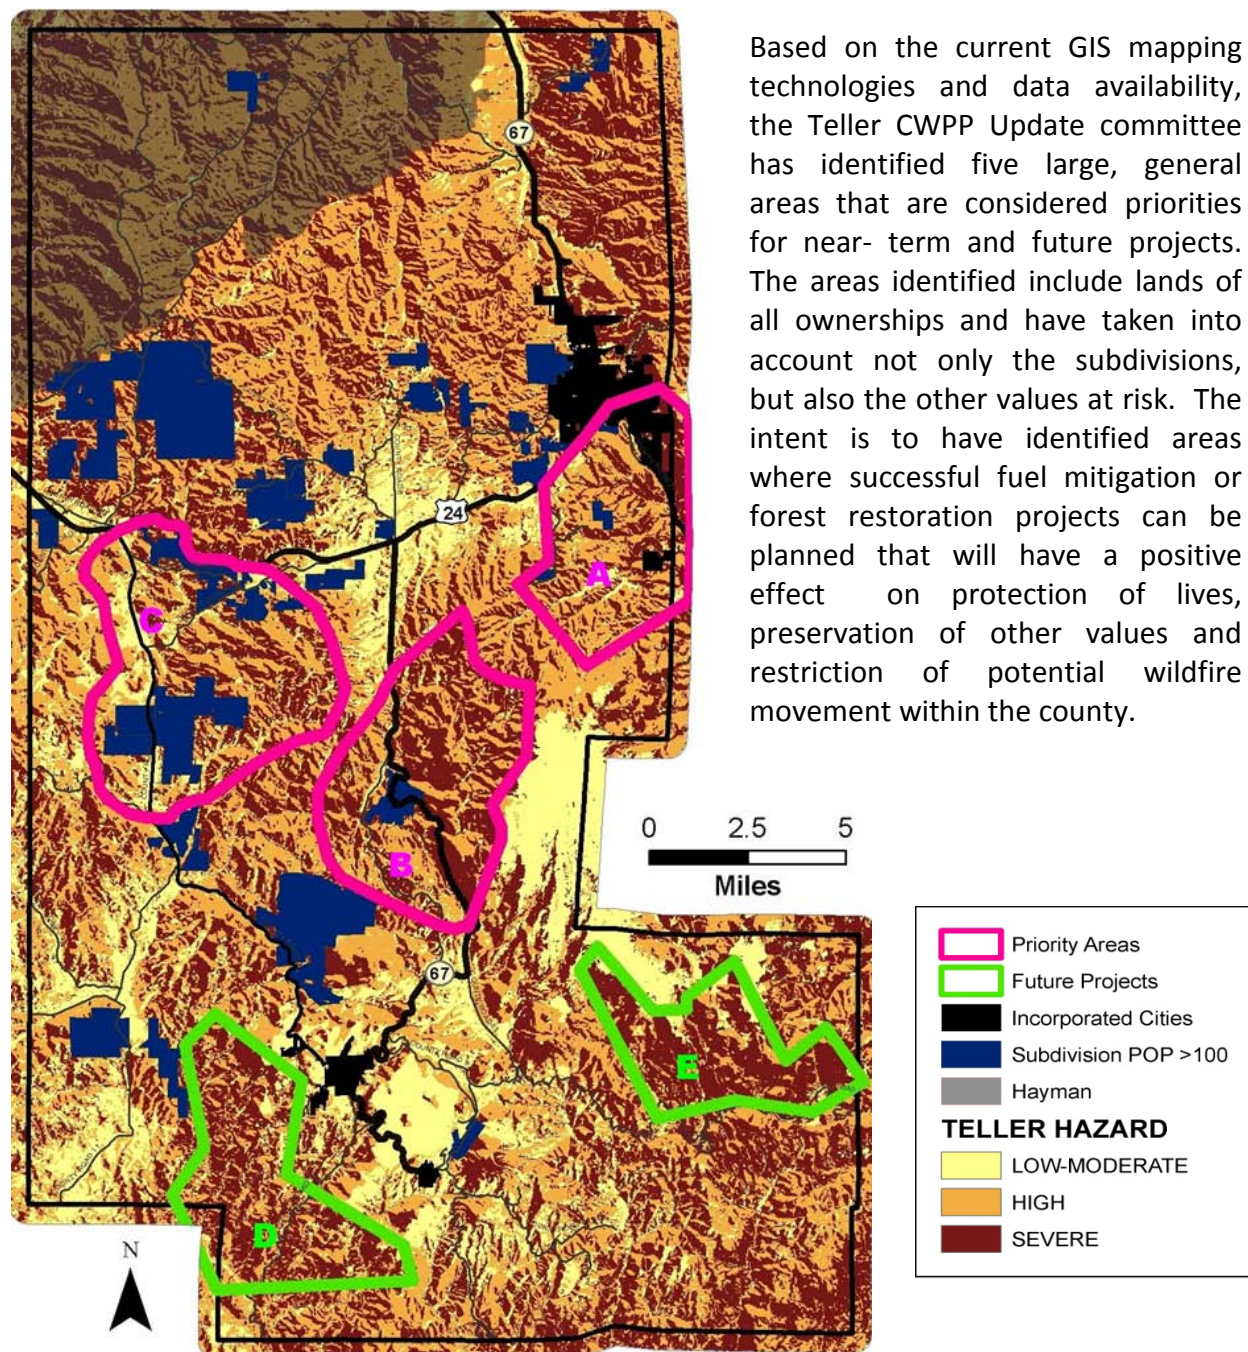 Based on the current GIS mapping
technologies and data availability,
the Teller CWPP Update committee
has identified five large, general
areas that are considered priorities
for near- term and future projects.
The areas identified include lands of
all ownerships and have taken into
account not only the subdivisions,
but also the other values at risk. The
intent is to have identified areas
where successful fuel mitigation or
forest restoration projects can be
planned that will have a positive
effect on protection of lives,
preservation of other values and
restriction of potential wildfire
movement within the county.
67
24
A
C
B
67
E
D
N
0 2.5 5
Miles
Priority Areas
Future Projects
Incorporated Cities
Subdivision POP >100
Hayman
TELLER HAZARD
LOW-MODERATE
HIGH
SEVERE